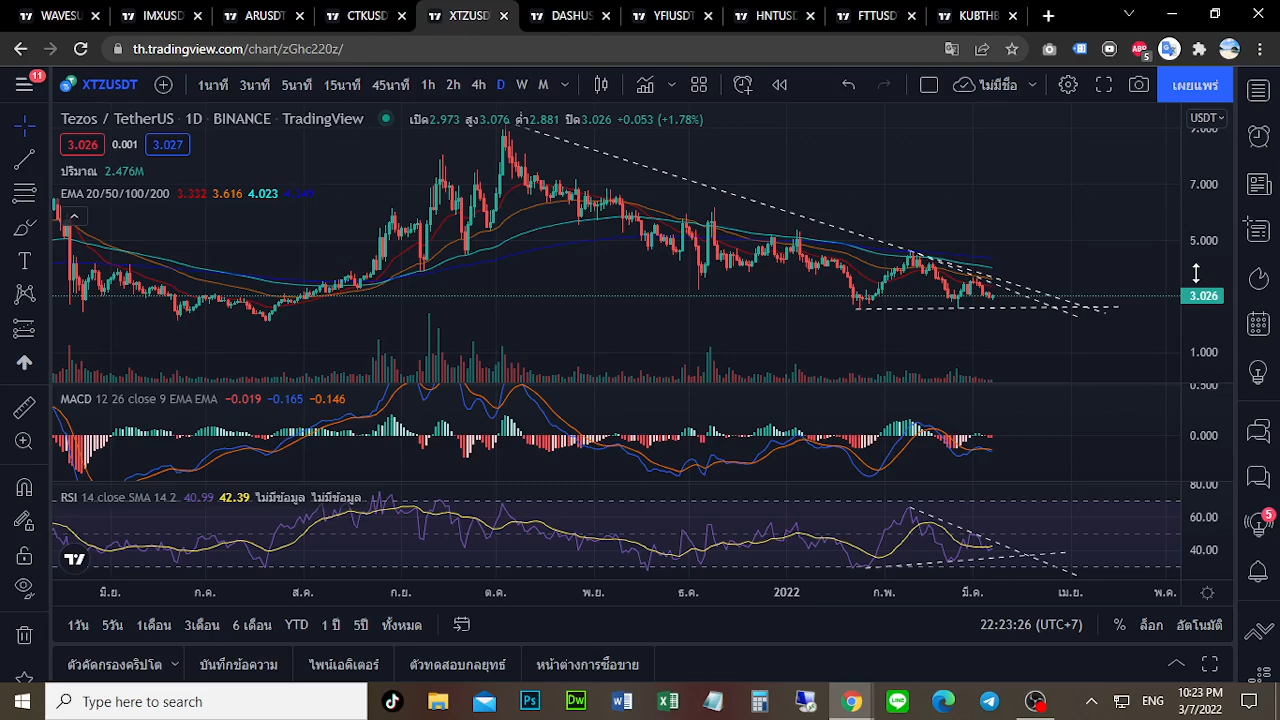 WAVESU
IMXUSD
ARUSDT
CTKUSD
XTZUSD
DASHUS
YFIUSDT
HNTUSD
FTTUSDT
KUBTHB
th.tradingview.com/chart/zGhc220z/
ABP
5
11
XTZUSDT
1นาที 3นาที 5นาที 15นาที 45นาที 1h 2h 4h D W M
ไม่มีชื่อ
เผยแพร่
Tezos / TetherUS · 1D · BINANCE · TradingView
เปิด2.973 สูง3.076 ต่ำ2.881 ปิด3.026 +0.053 (+1.78%)
USDT
3.026 0.001 3.027
ปริมาณ 2.476M
EMA 20/50/100/200 3.332 3.616 4.023
9.000
7.000
5.000
3.026
1.000
MACD 12 26 close 9 EMA EMA −0.019 −0.165 −0.146
0.500
0.000
RSI 14 close SMA 14 2 40.99 42.39 ไม่มีข้อมูล ไม่มีข้อมูล
80.00
60.00
40.00
5
มิ.ย. ก.ค. ส.ค. ก.ย. ต.ค. พ.ย. ธ.ค. 2022 ก.พ. มี.ค. เม.ย. พ.ค.
1วัน 5วัน 1เดือน 3เดือน 6 เดือน YTD 1 ปี 5ปี ทั้งหมด
22:23:26 (UTC+7) % ล็อก อัตโนมัติ
ตัวคัดกรองคริปโต บันทึกข้อความ ไพน์เอดิเตอร์ ตัวทดสอบกลยุทธ์ หน้าต่างการซื้อขาย
Type here to search
Ps
Dw
ENG
10:23 PM
3/7/2022